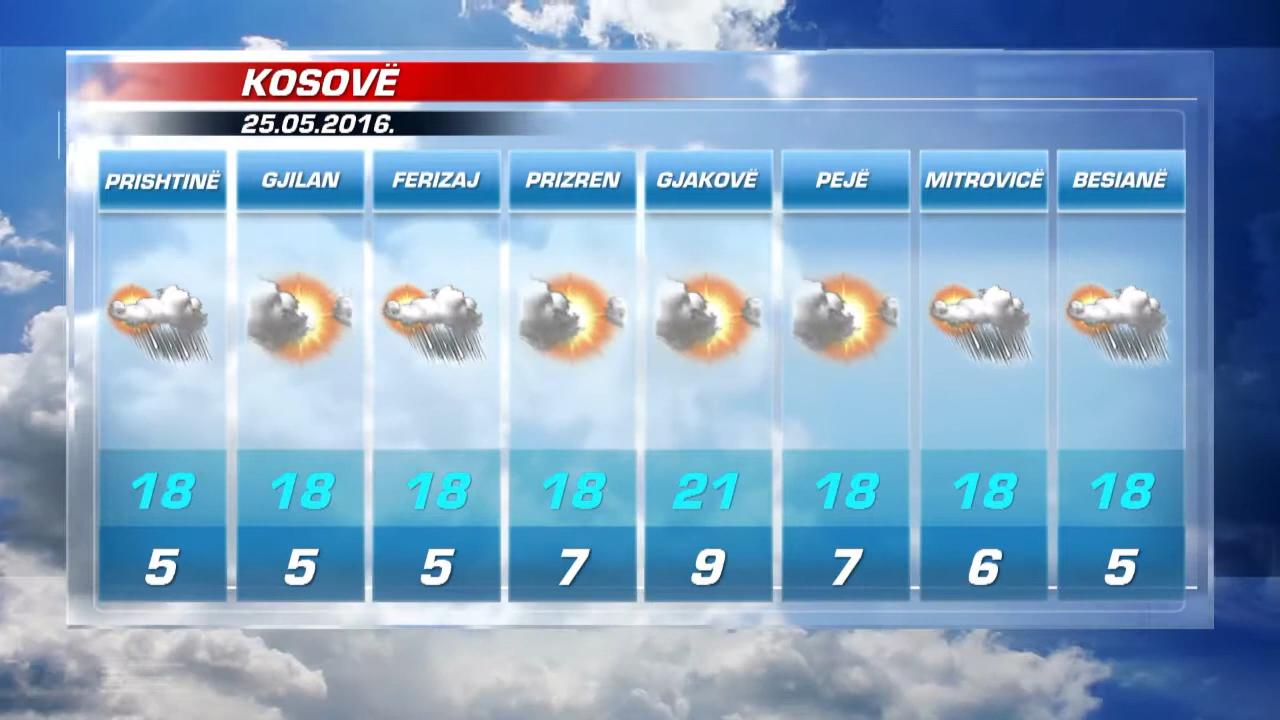 KOSOVË
25.05.2016.
PRISHTINË GJILAN FERIZAJ PRIZREN GJAKOVË PEJË MITROVICË BESIANË
18 18 18 18 21 18 18 18
5 5 5 7 9 7 6 5